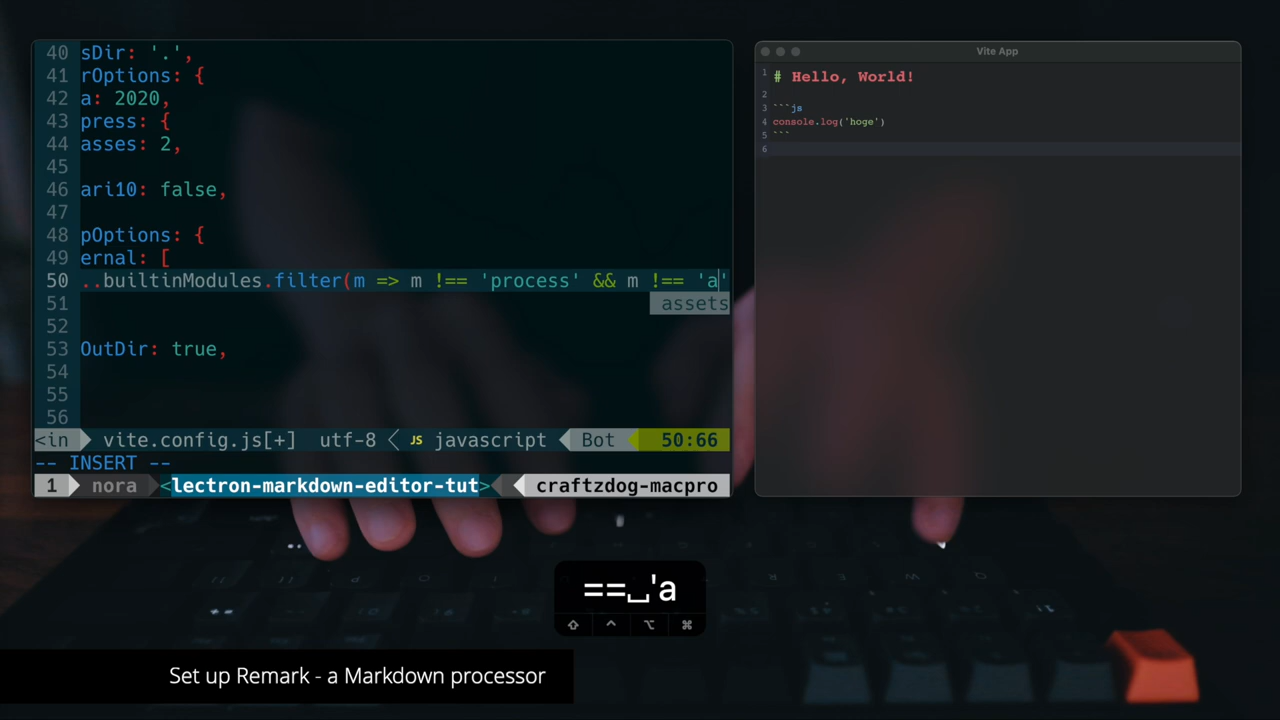 40 sDir: '.',
41 rOptions: {
42 a: 2020,
43 press: {
44 asses: 2,
45
46 ari10: false,
47
48 pOptions: {
49 ernal: [
50 ..builtinModules.filter(m => m !== 'process' && m !== 'a'
51 assets
52
53 OutDir: true,
54
55
56
<in vite.config.js[+] utf-8 < JS javascript Bot 50:66
-- INSERT --
1 nora <lectron-markdown-editor-tut> craftzdog-macpro
Vite App
1 # Hello, World!
2
3 ```js
4 console.log('hoge')
5 ```
6
==␣'a
⇧ ^ ⌥ ⌘
Set up Remark - a Markdown processor